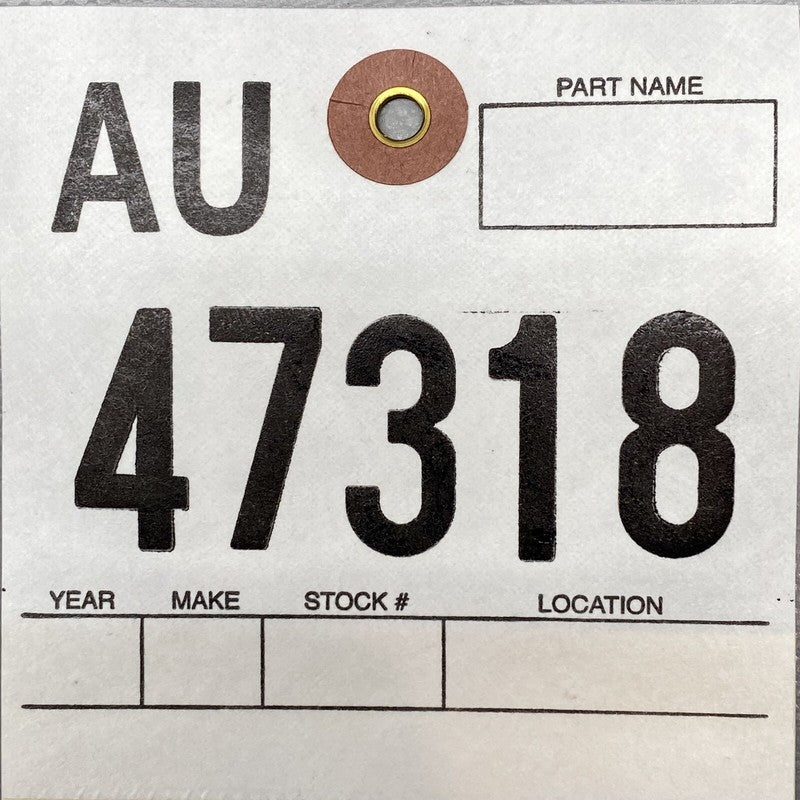 AU
PART NAME
47318
YEAR MAKE STOCK # LOCATION